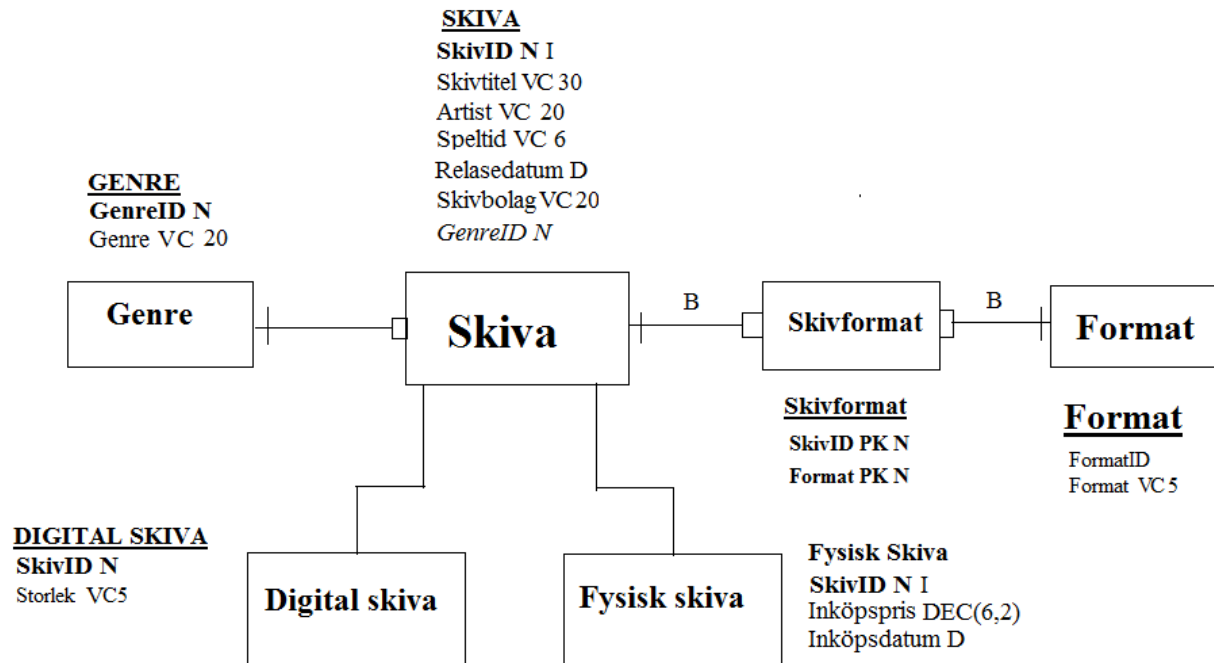 SKIVA
SkivID N I
Skivtitel VC 30
Artist VC 20
Speltid VC 6
Relasedatum D
Skivbolag VC 20
GenreID N
GENRE
GenreID N
Genre VC 20
Genre
Skiva
B
Skivformat
B
Format
Skivformat
SkivID PK N
Format PK N
Format
FormatID
Format VC 5
DIGITAL SKIVA
SkivID N
Storlek VC5
Digital skiva
Fysisk skiva
Fysisk Skiva
SkivID N I
Inköpspris DEC(6,2)
Inköpsdatum D